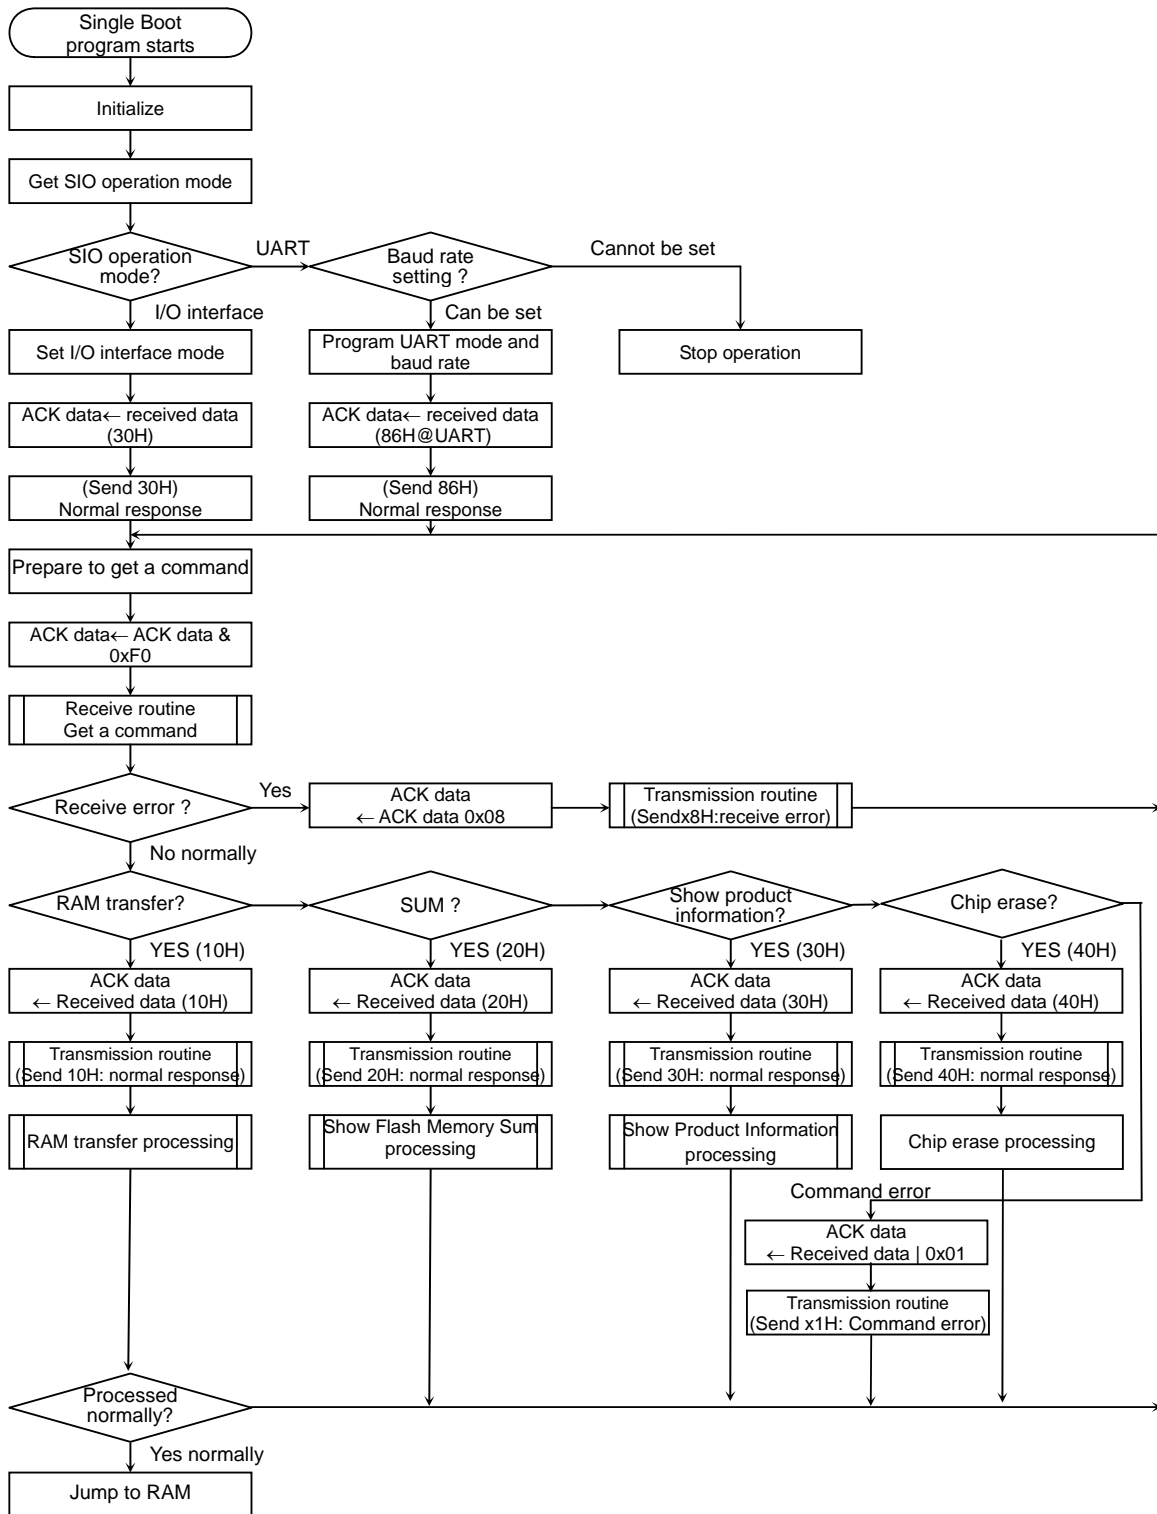 Single Boot
program starts
Initialize
Get SIO operation mode
SIO operation
mode?
UART
Baud rate
setting ?
Cannot be set
I/O interface
Can be set
Set I/O interface mode
Program UART mode and
baud rate
Stop operation
ACK data← received data
(30H)
ACK data← received data
(86H@UART)
(Send 30H)
Normal response
(Send 86H)
Normal response
Prepare to get a command
ACK data← ACK data &
0xF0
Receive routine
Get a command
Receive error ?
Yes
ACK data
← ACK data 0x08
Transmission routine
(Sendx8H:receive error)
No normally
RAM transfer?
SUM ?
Show product
information?
Chip erase?
YES (10H)
YES (20H)
YES (30H)
YES (40H)
ACK data
← Received data (10H)
ACK data
← Received data (20H)
ACK data
← Received data (30H)
ACK data
← Received data (40H)
Transmission routine
(Send 10H: normal response)
Transmission routine
(Send 20H: normal response)
Transmission routine
(Send 30H: normal response)
Transmission routine
(Send 40H: normal response)
RAM transfer processing
Show Flash Memory Sum
processing
Show Product Information
processing
Chip erase processing
Command error
ACK data
← Received data | 0x01
Transmission routine
(Send x1H: Command error)
Processed
normally?
Yes normally
Jump to RAM